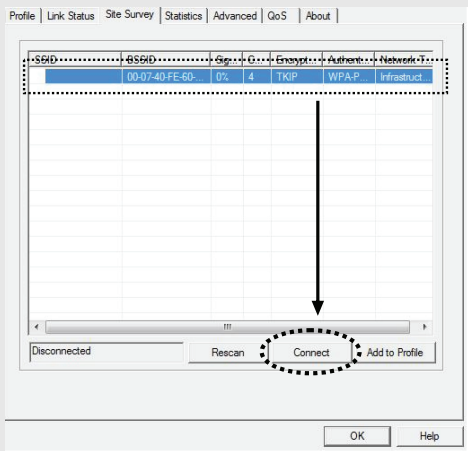 Profile Link Status Site Survey Statistics Advanced QoS About
SSID BSSID Sig... C... Encrypt... Authent... Network T...
00-07-40-FE-60-... 0% 4 TKIP WPA-P... Infrastruct...
Disconnected Rescan Connect Add to Profile
OK Help